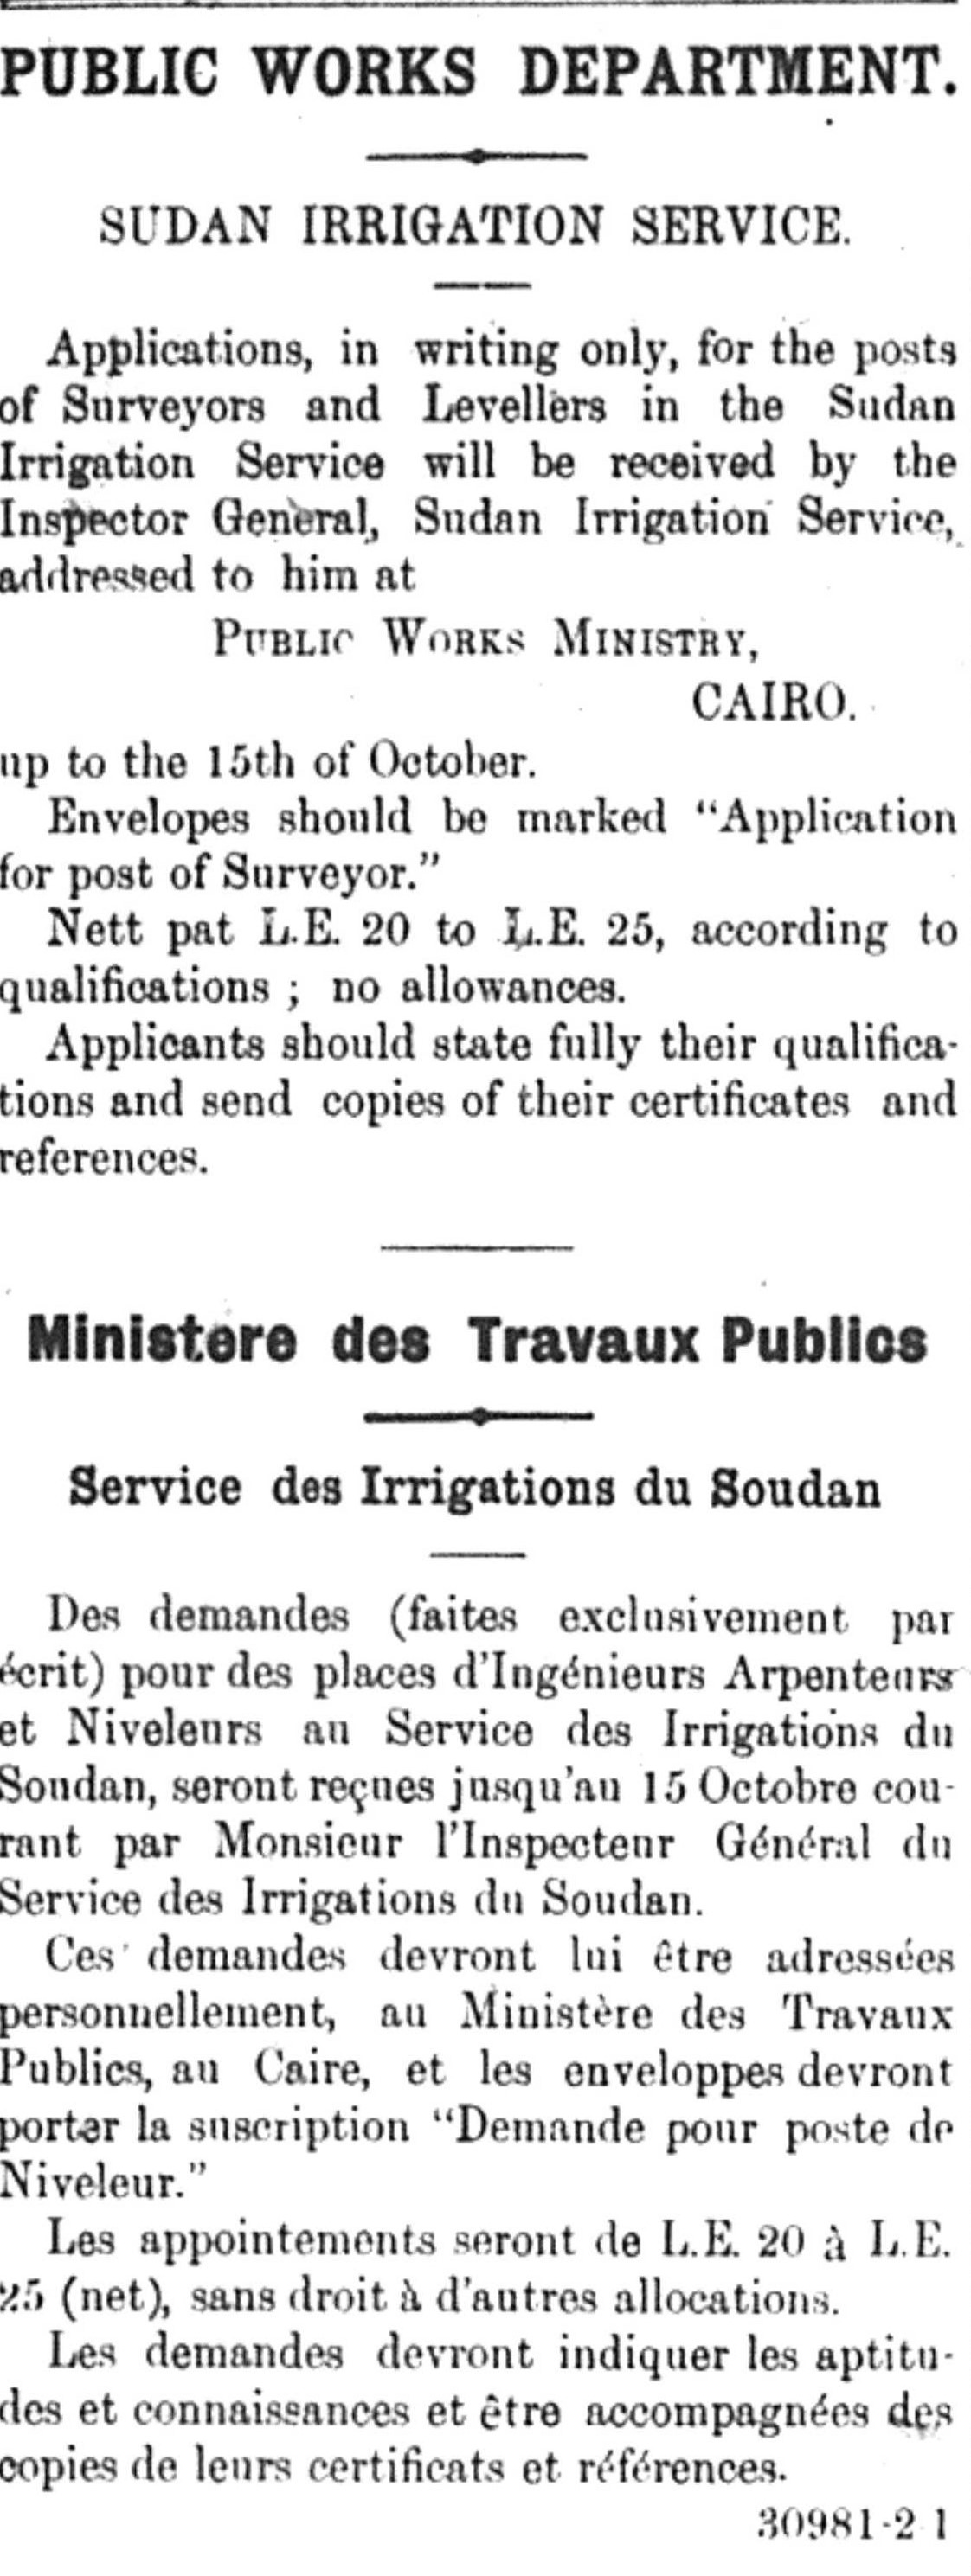 PUBLIC WORKS DEPARTMENT.
SUDAN IRRIGATION SERVICE.
Applications, in writing only, for the posts
of Surveyors and Levellers in the Sudan
Irrigation Service will be received by the
Inspector General, Sudan Irrigation Service,
addressed to him at
PUBLIC WORKS MINISTRY,
CAIRO.
up to the 15th of October.
Envelopes should be marked "Application
for post of Surveyor."
Nett pat L.E. 20 to L.E. 25, according to
qualifications ; no allowances.
Applicants should state fully their qualifica-
tions and send copies of their certificates and
references.
Ministere des Travaux Publics
Service des Irrigations du Soudan
Des demandes (faites exclusivement par
écrit) pour des places d'Ingénieurs Arpenteurs
et Niveleurs au Service des Irrigations du
Soudan, seront reçues jusqu'au 15 Octobre cou-
rant par Monsieur l'Inspecteur Général du
Service des Irrigations du Soudan.
Ces demandes devront lui être adressées
personnellement, au Ministère des Travaux
Publics, au Caire, et les enveloppes devront
porter la suscription "Demande pour poste de
Niveleur."
Les appointements seront de L.E. 20 à L.E.
25 (net), sans droit à d'autres allocations.
Les demandes devront indiquer les aptitu-
des et connaissances et être accompagnées des
copies de leurs certificats et références.
30981-2 1